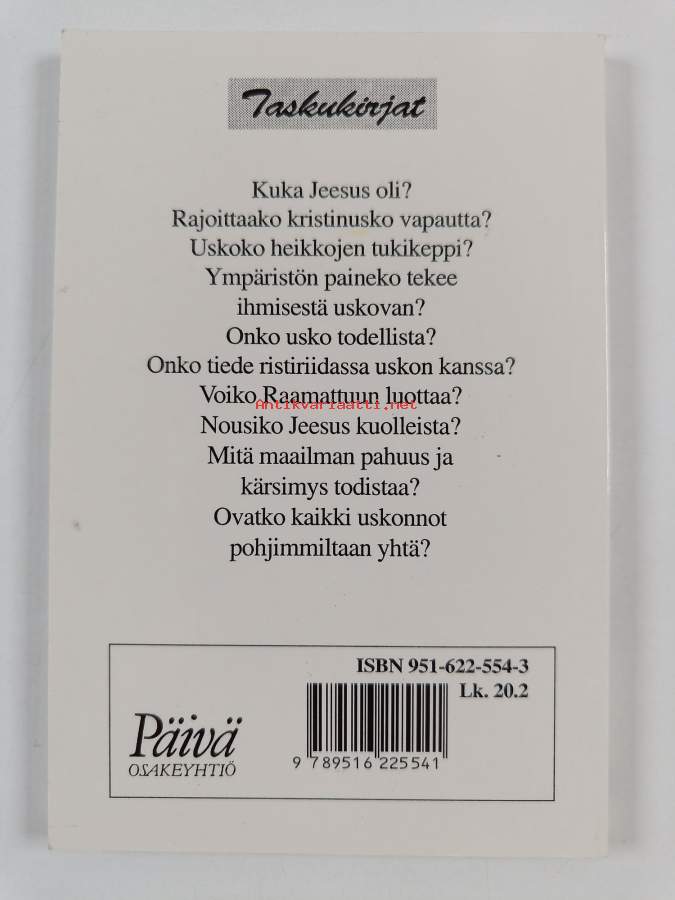 Taskukirjat
Kuka Jeesus oli?
Rajoittaako kristinusko vapautta?
Uskoko heikkojen tukikeppi?
Ympäristön paineko tekee
ihmisestä uskovan?
Onko usko todellista?
Onko tiede ristiriidassa uskon kanssa?
Voiko Raamattuun luottaa?
Antikvariaatti.net
Nousiko Jeesus kuolleista?
Mitä maailman pahuus ja
kärsimys todistaa?
Ovatko kaikki uskonnot
pohjimmiltaan yhtä?
ISBN 951-622-554-3
Lk. 20.2
Päivä
OSAKEYHTIÖ
9 789516 225541